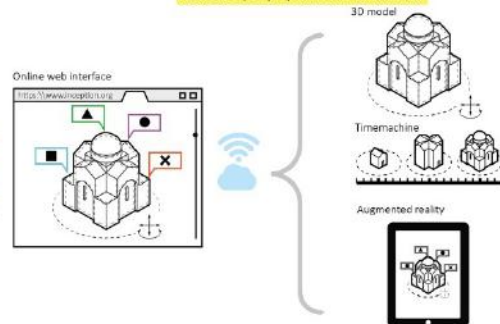 3D model
Online web interface
https://www.inception.org
Timemachine
Augmented reality